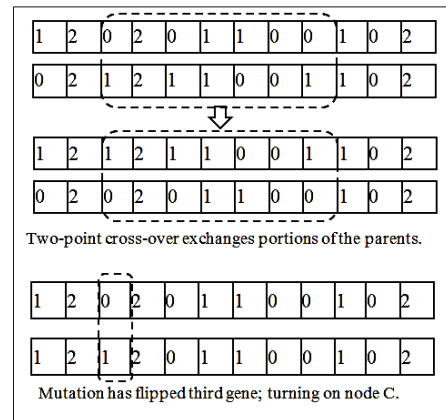 1 2 0 2 0 1 1 0 0 1 0 2
0 2 1 2 1 1 0 0 1 1 0 2
1 2 1 2 1 1 0 0 1 1 0 2
0 2 0 2 0 1 1 0 0 1 0 2
Two-point cross-over exchanges portions of the parents.
1 2 0 2 0 1 1 0 0 1 0 2
1 2 1 2 0 1 1 0 0 1 0 2
Mutation has flipped third gene; turning on node C.